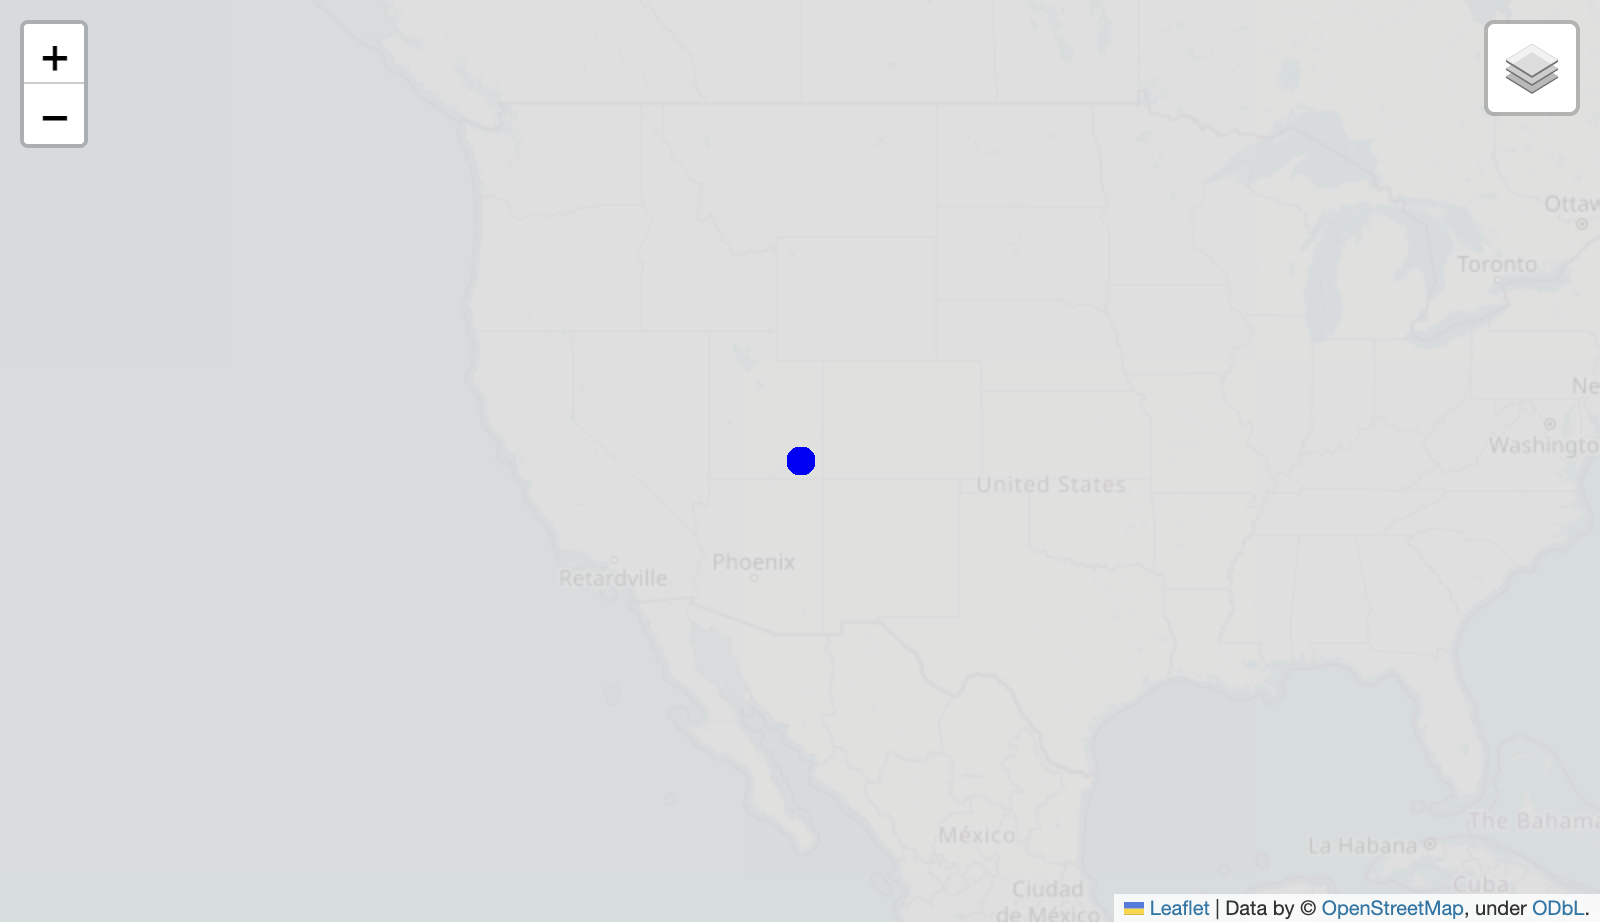 +
−
Ottaw
Toronto
Ne
Washingto
United States
Phoenix
Retardville
México
La Habana
The Bahama
Cuba
Ciudad
de México
Leaflet | Data by © OpenStreetMap, under ODbL.